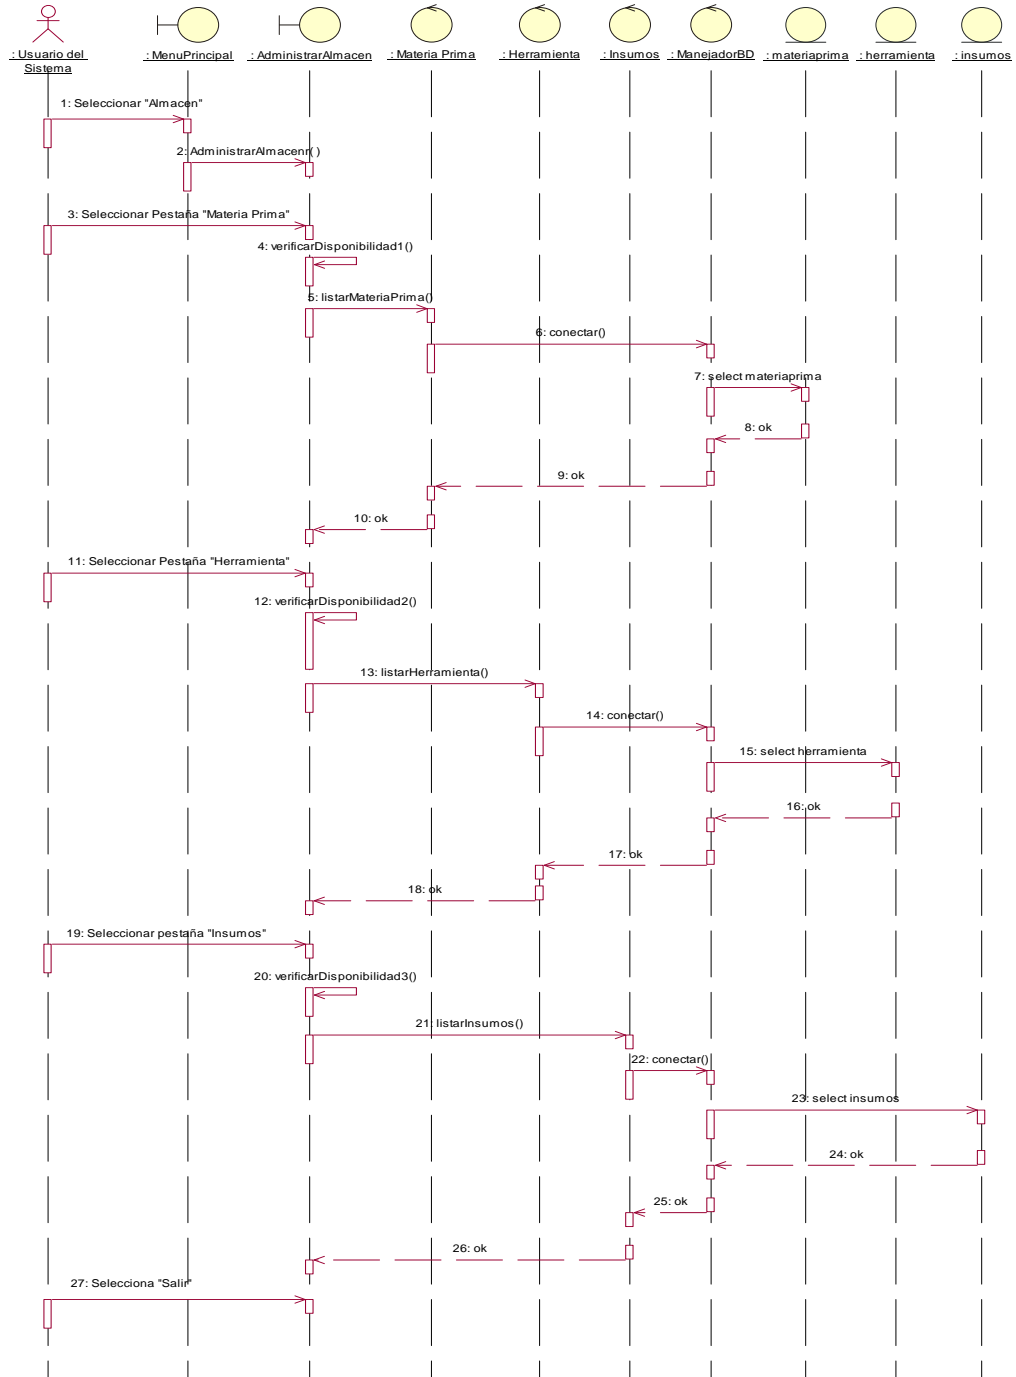 : Usuario del
Sistema
: MenuPrincipal
: AdministrarAlmacen
: Materia Prima
: Herramienta
: Insumos
: ManejadorBD
: materiaprima
: herramienta
: insumos
1: Seleccionar "Almacen"
2: AdministrarAlmacenr( )
3: Seleccionar Pestaña "Materia Prima"
4: verificarDisponibilidad1()
5: listarMateriaPrima()
6: conectar()
7: select materiaprima
8: ok
9: ok
10: ok
11: Seleccionar Pestaña "Herramienta"
12: verificarDisponibilidad2()
13: listarHerramienta()
14: conectar()
15: select herramienta
16: ok
17: ok
18: ok
19: Seleccionar pestaña "Insumos"
20: verificarDisponibilidad3()
21: listarInsumos()
22: conectar()
23: select insumos
24: ok
25: ok
26: ok
27: Selecciona "Salir"